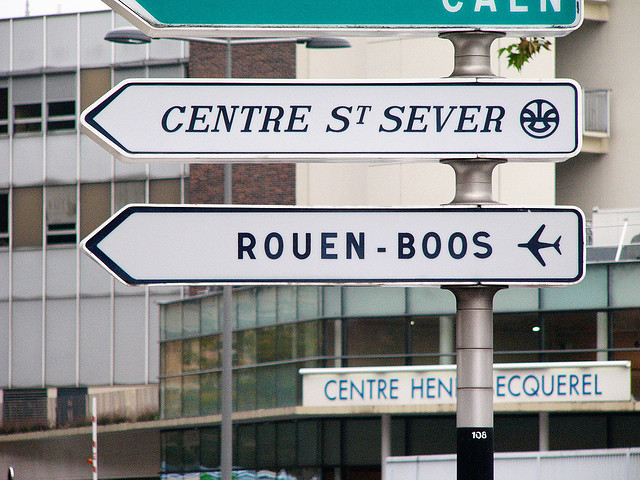 CAEN
CENTRE ST SEVER
ROUEN-BOOS
CENTRE HEN ECQUEREL
108